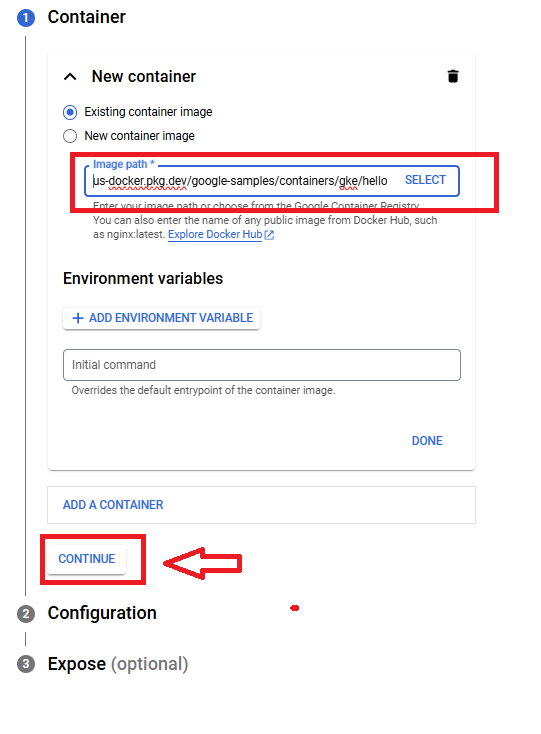 1 Container
New container
Existing container image
New container image
Image path *
us-docker.pkg.dev/google-samples/containers/gke/hello SELECT
Enter your image path or choose from the Google Container Registry.
You can also enter the name of any public image from Docker Hub, such
as nginx:latest. Explore Docker Hub
Environment variables
+ ADD ENVIRONMENT VARIABLE
Initial command
Overrides the default entrypoint of the container image.
DONE
ADD A CONTAINER
CONTINUE
2 Configuration
3 Expose (optional)